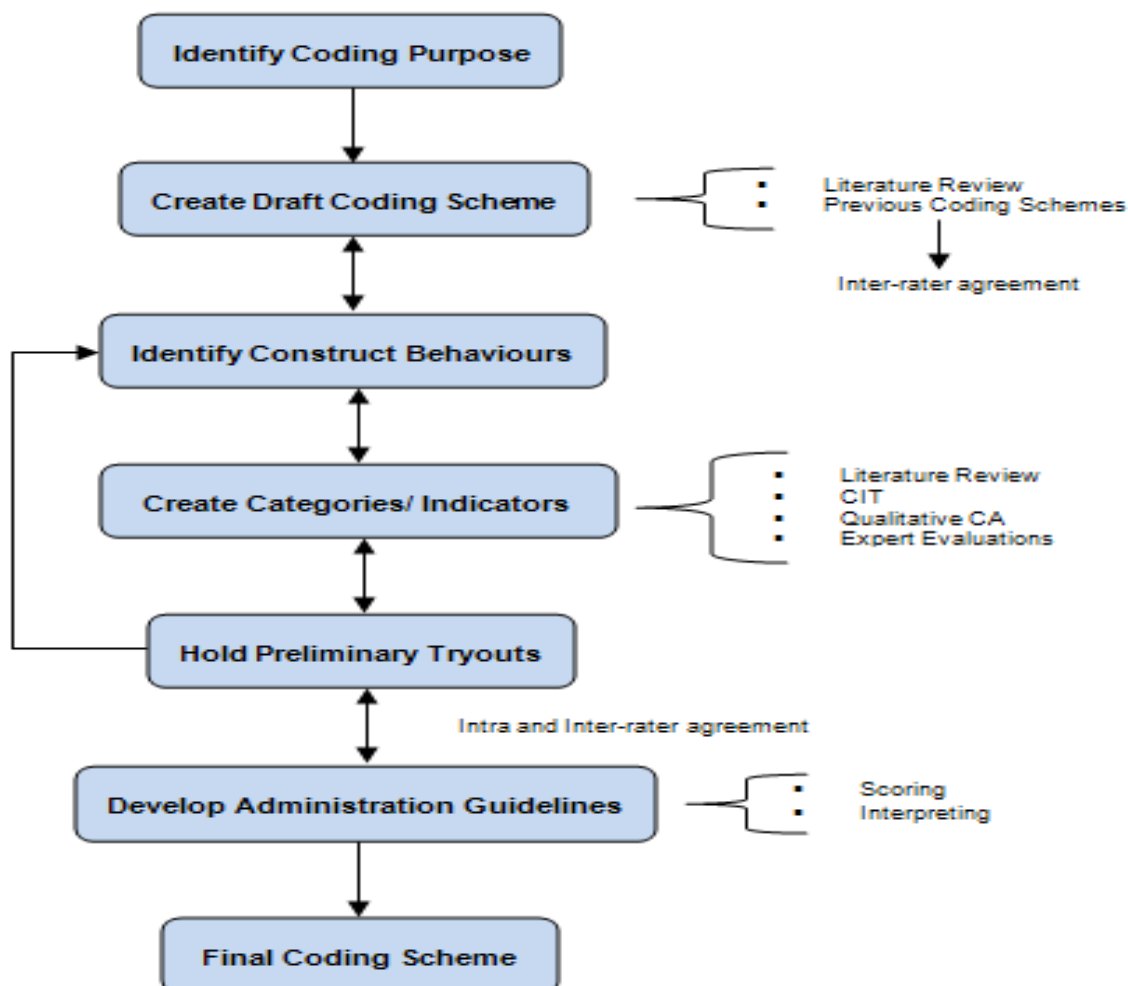 Identify Coding Purpose
Create Draft Coding Scheme
▪ Literature Review
▪ Previous Coding Schemes
Inter-rater agreement
Identify Construct Behaviours
Create Categories/ Indicators
▪ Literature Review
▪ CIT
▪ Qualitative CA
▪ Expert Evaluations
Hold Preliminary Tryouts
Intra and Inter-rater agreement
Develop Administration Guidelines
▪ Scoring
▪ Interpreting
Final Coding Scheme